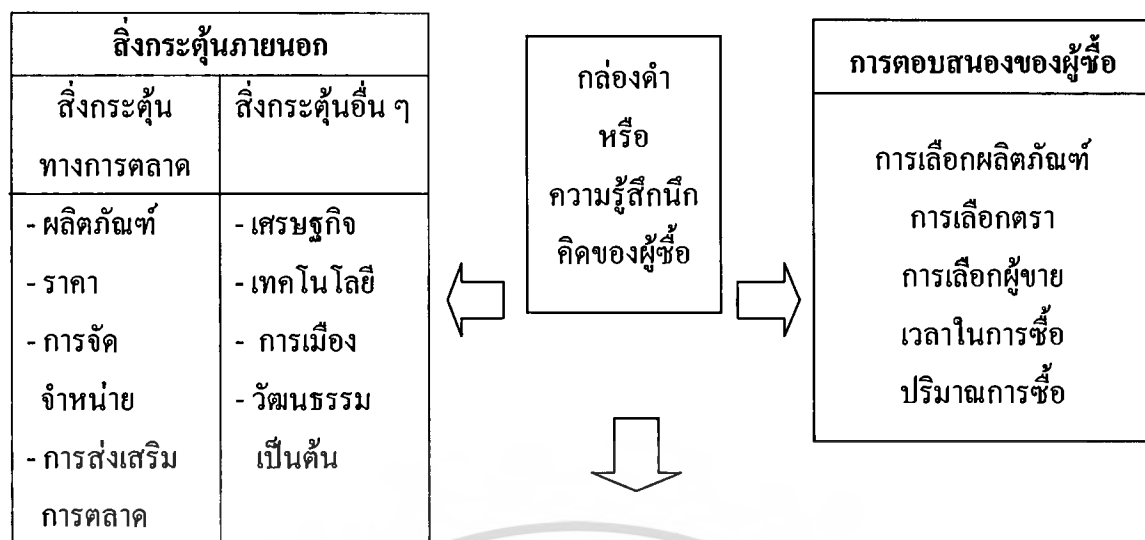 สิ่งกระตุ้นภายนอก
สิ่งกระตุ้น
ทางการตลาด
สิ่งกระตุ้นอื่น ๆ
- ผลิตภัณฑ์
- ราคา
- การจัด
จำหน่าย
- การส่งเสริม
การตลาด
- เศรษฐกิจ
- เทคโนโลยี
- การเมือง
- วัฒนธรรม
เป็นต้น
กล่องดำ
หรือ
ความรู้สึกนึก
คิดของผู้ซื้อ
การตอบสนองของผู้ซื้อ
การเลือกผลิตภัณฑ์
การเลือกตรา
การเลือกผู้ขาย
เวลาในการซื้อ
ปริมาณการซื้อ